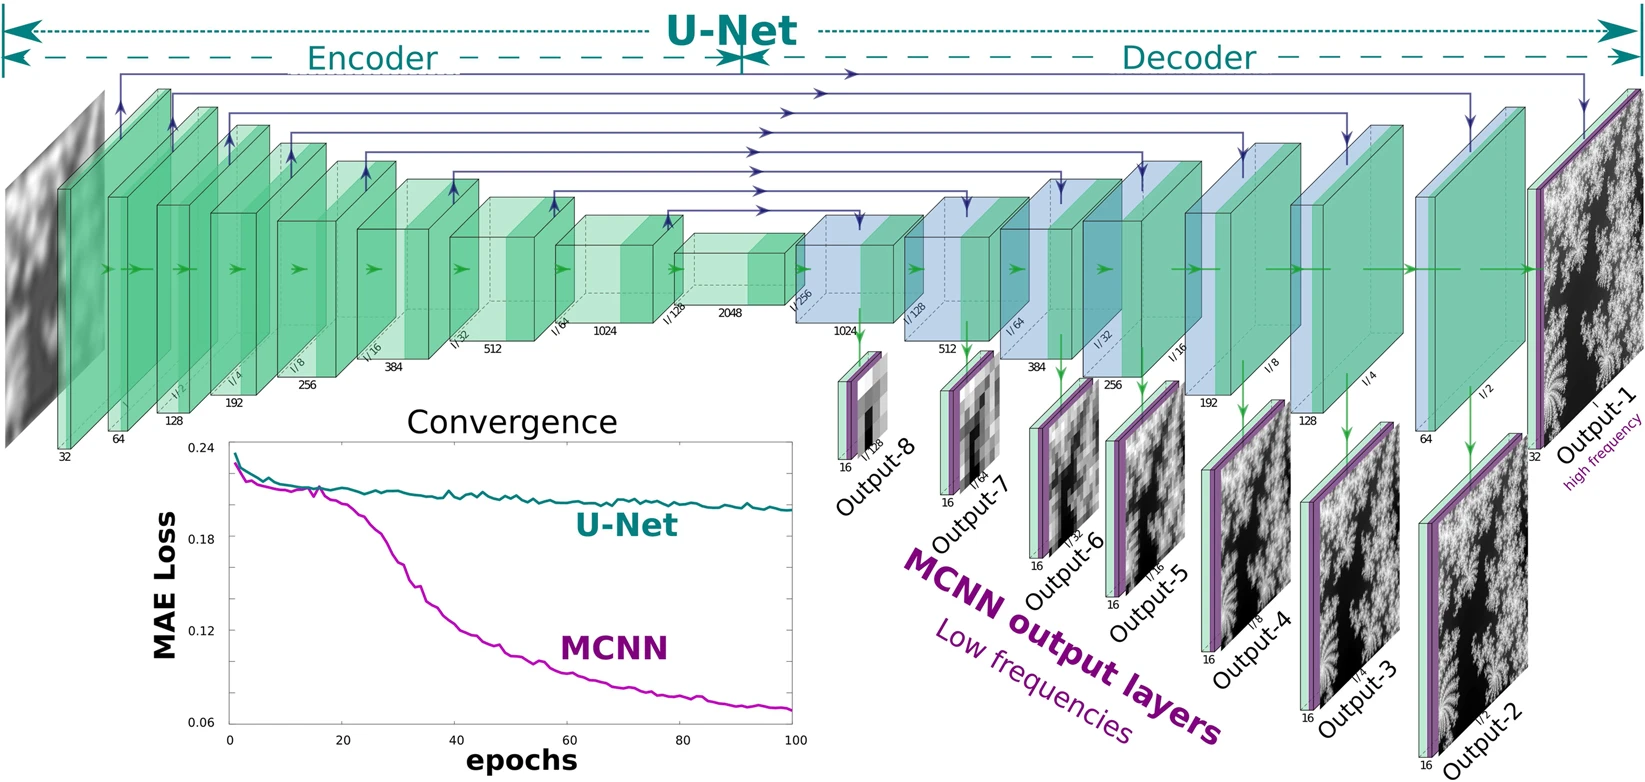 U-Net
Encoder
Decoder
32
64
I/2
128
I/4
192
I/8
256
I/16
384
I/32
512
I/64
1024
I/128
2048
I/256
1024
I/128
512
I/64
384
I/32
256
I/16
192
I/8
128
I/4
64
I/2
32
Output-1
high frequency
16
I/128
Output-8
16
I/64
Output-7
16
I/32
Output-6
16
I/16
Output-5
16
I/8
Output-4
16
I/4
Output-3
16
I/2
Output-2
MCNN output layers
Low frequencies
Convergence
MAE Loss
0.24
0.18
0.12
0.06
U-Net
MCNN
0
20
40
60
80
100
epochs